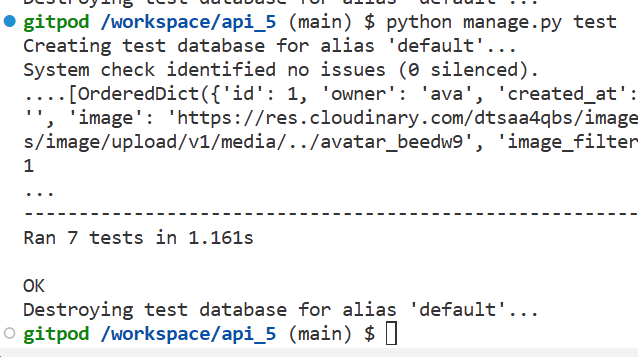 Destroying test database for alias 'default'...
gitpod /workspace/api_5 (main) $ python manage.py test
Creating test database for alias 'default'...
System check identified no issues (0 silenced).
....[OrderedDict({'id': 1, 'owner': 'ava', 'created_at':
'', 'image': 'https://res.cloudinary.com/dtsaa4qbs/image
s/image/upload/v1/media/../avatar_beedw9', 'image_filter
1
...
----------------------------------------------------------
Ran 7 tests in 1.161s

OK
Destroying test database for alias 'default'...
gitpod /workspace/api_5 (main) $